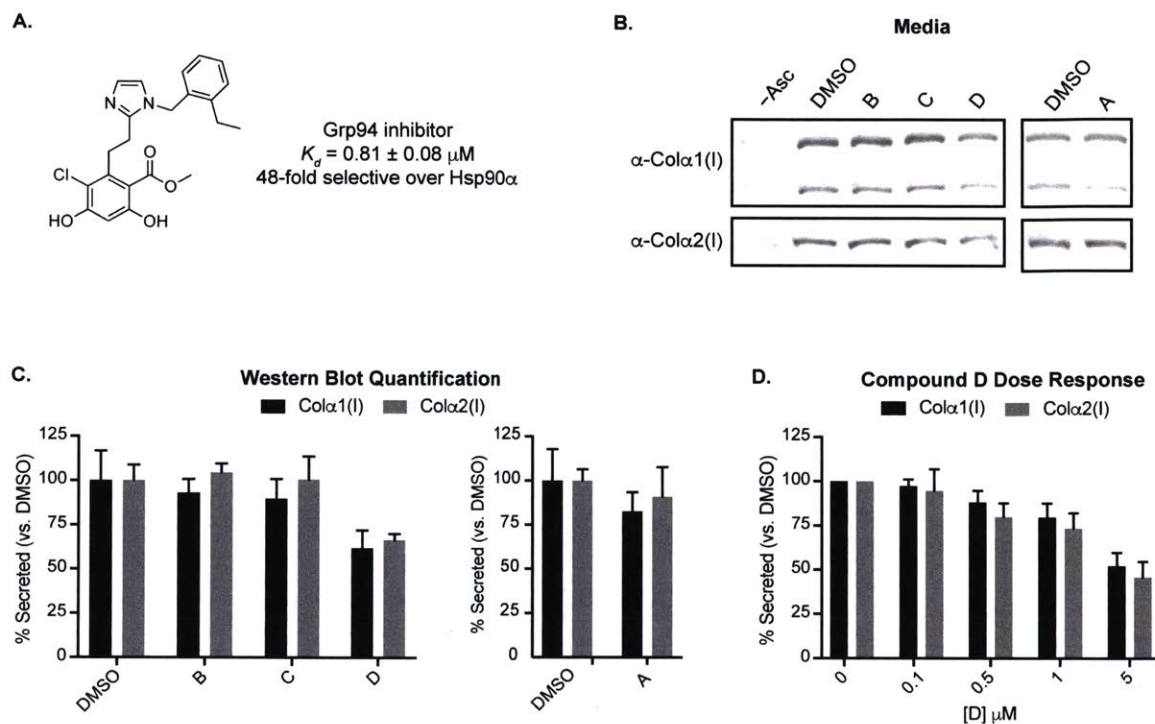 A.
N
N
Cl
O
O
HO
OH
Grp94 inhibitor
Kd = 0.81 ± 0.08 µM
48-fold selective over Hsp90α
B.
Media
–Asc
DMSO
B
C
D
DMSO
A
α-Colα1(I)
α-Colα2(I)
C.
Western Blot Quantification
Colα1(I) Colα2(I)
% Secreted (vs. DMSO)
125
100
75
50
25
0
DMSO
B
C
D
% Secreted (vs. DMSO)
125
100
75
50
25
0
DMSO
A
D.
Compound D Dose Response
Colα1(I) Colα2(I)
% Secreted (vs. DMSO)
125
100
75
50
25
0
0
0.1
0.5
1
5
[D] µM